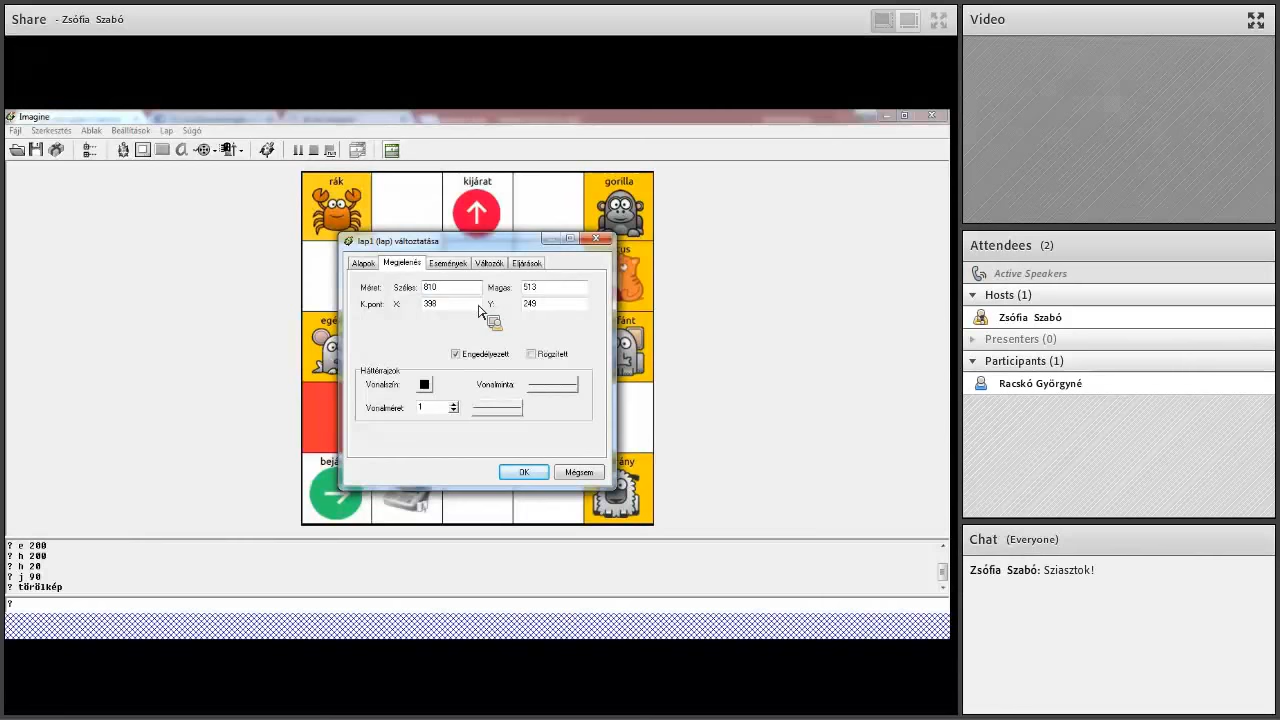 Share - Zsófia Szabó
Imagine
Fájl Szerkesztés Ablak Beállítások Lap Súgó
rák
kijárat
gorilla
lap1 (lap) változtatása
Alapok Megjelenés Események Változók Eljárások
Méret: Széles: 810 Magas: 513
K.pont: X: 398 Y: 249
Engedélyezett Rögzített
Háttérrajzok
Vonalszín: Vonalminta:
Vonalméret: 1
OK Mégsem
? e 200
? h 200
? h 20
? j 90
? törölkép
?
Video
Attendees (2)
Active Speakers
Hosts (1)
Zsófia Szabó
Presenters (0)
Participants (1)
Racskó Györgyné
Chat (Everyone)
Zsófia Szabó: Sziasztok!